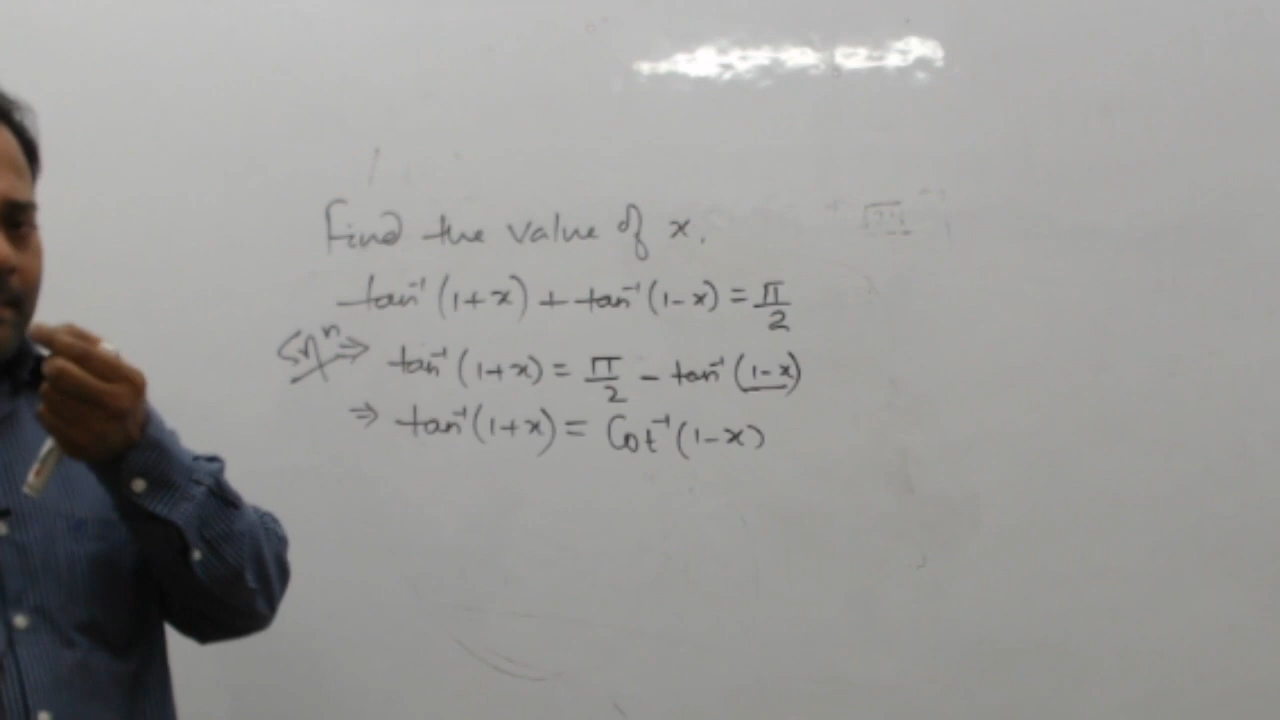 Find the value of x.
tan⁻¹(1+x) + tan⁻¹(1-x) = π/2
Solⁿ ⇒ tan⁻¹(1+x) = π/2 - tan⁻¹(1-x)
⇒ tan⁻¹(1+x) = Cot⁻¹(1-x)